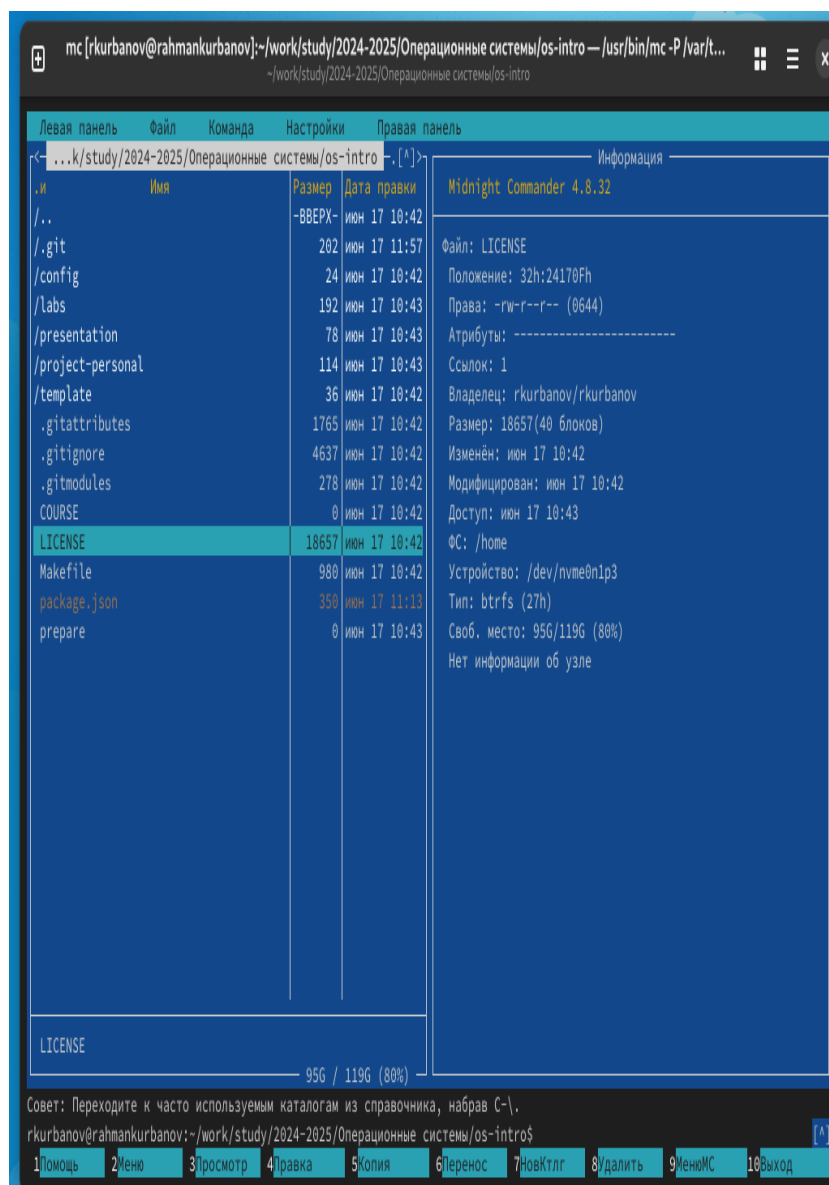 mc [rkurbanov@rahmankurbanov]:~/work/study/2024-2025/Операционные системы/os-intro — /usr/bin/mc -P /var/t...
~/work/study/2024-2025/Операционные системы/os-intro
Левая панель Файл Команда Настройки Правая панель
<- ...k/study/2024-2025/Операционные системы/os-intro -.[^]>
.и Имя Размер Дата правки
/.. -ВВЕРХ- июн 17 10:42
/.git 202 июн 17 11:57
/config 24 июн 17 10:42
/labs 192 июн 17 10:43
/presentation 78 июн 17 10:43
/project-personal 114 июн 17 10:43
/template 36 июн 17 10:42
.gitattributes 1765 июн 17 10:42
.gitignore 4637 июн 17 10:42
.gitmodules 278 июн 17 10:42
COURSE 0 июн 17 10:42
LICENSE 18657 июн 17 10:42
Makefile 980 июн 17 10:42
package.json 350 июн 17 11:13
prepare 0 июн 17 10:43
LICENSE
95G / 119G (80%)
Информация
Midnight Commander 4.8.32
Файл: LICENSE
Положение: 32h:24170Fh
Права: -rw-r--r-- (0644)
Атрибуты: -------------------------
Ссылок: 1
Владелец: rkurbanov/rkurbanov
Размер: 18657(40 блоков)
Изменён: июн 17 10:42
Модифицирован: июн 17 10:42
Доступ: июн 17 10:43
ФС: /home
Устройство: /dev/nvme0n1p3
Тип: btrfs (27h)
Своб. место: 95G/119G (80%)
Нет информации об узле
Совет: Переходите к часто используемым каталогам из справочника, набрав C-\.
rkurbanov@rahmankurbanov:~/work/study/2024-2025/Операционные системы/os-intro$ [^]
1Помощь 2Меню 3Просмотр 4Правка 5Копия 6Перенос 7НовКтлг 8Удалить 9МенюMC 10Выход